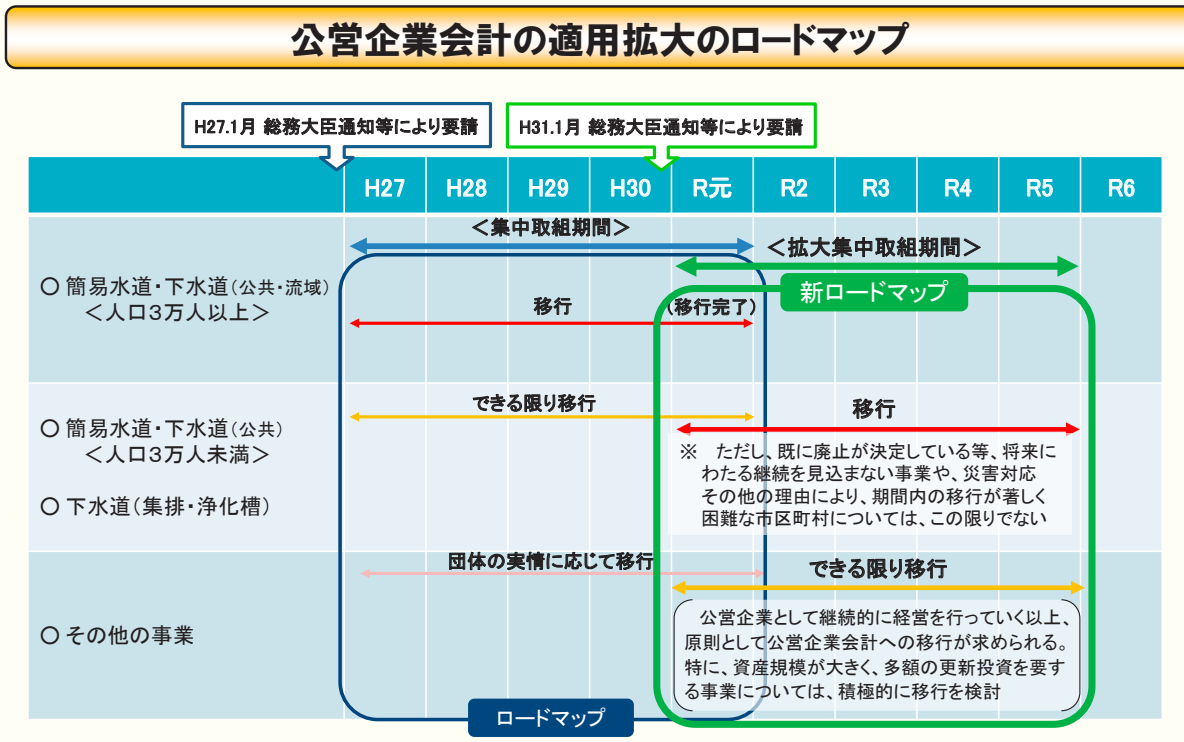 公営企業会計の適用拡大のロードマップ
H27.1月 総務大臣通知等により要請
H31.1月 総務大臣通知等により要請
H27 H28 H29 H30 R元 R2 R3 R4 R5 R6
＜集中取組期間＞
＜拡大集中取組期間＞
新ロードマップ
○ 簡易水道・下水道（公共・流域）
＜人口３万人以上＞
移行
（移行完了）
できる限り移行
移行
○ 簡易水道・下水道（公共）
＜人口３万人未満＞
○ 下水道（集排・浄化槽）
※ ただし、既に廃止が決定している等、将来に
わたる継続を見込まない事業や、災害対応
その他の理由により、期間内の移行が著しく
困難な市区町村については、この限りでない
団体の実情に応じて移行
できる限り移行
○ その他の事業
公営企業として継続的に経営を行っていく以上、
原則として公営企業会計への移行が求められる。
特に、資産規模が大きく、多額の更新投資を要す
る事業については、積極的に移行を検討
ロードマップ